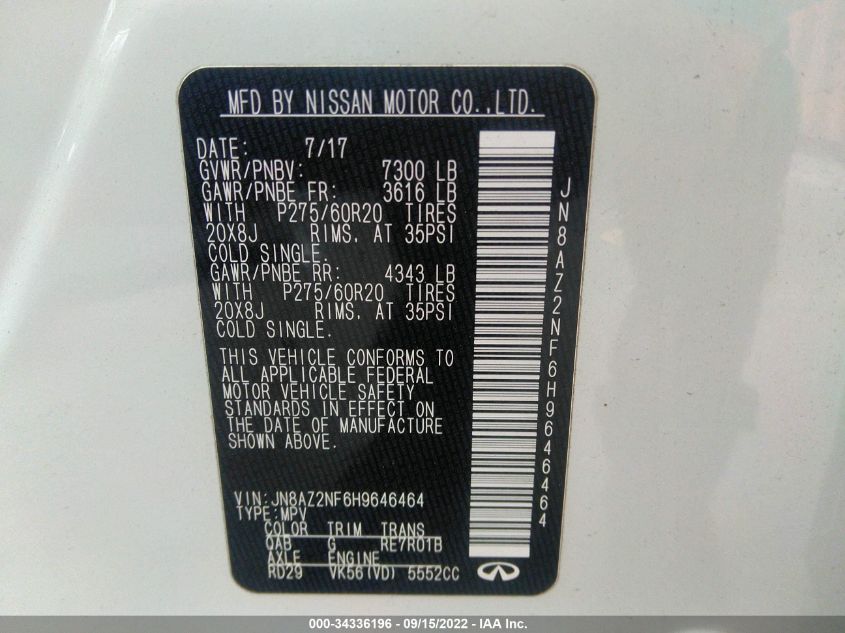 MFD BY NISSAN MOTOR CO.,LTD.
DATE: 7/17
GVWR/PNBV: 7300 LB
GAWR/PNBE FR: 3616 LB
WITH P275/60R20 TIRES
20X8J RIMS. AT 35PSI
COLD SINGLE.
GAWR/PNBE RR: 4343 LB
WITH P275/60R20 TIRES
20X8J RIMS. AT 35PSI
COLD SINGLE.
THIS VEHICLE CONFORMS TO
ALL APPLICABLE FEDERAL
MOTOR VEHICLE SAFETY
STANDARDS IN EFFECT ON
THE DATE OF MANUFACTURE
SHOWN ABOVE.
VIN:JN8AZ2NF6H9646464
TYPE:MPV
COLOR TRIM TRANS
QAB G RE7R01B
AXLE ENGINE
RD29 VK56(VD) 5552CC
JN8AZ2NF6H9646464
000-34336196 - 09/15/2022 - IAA Inc.